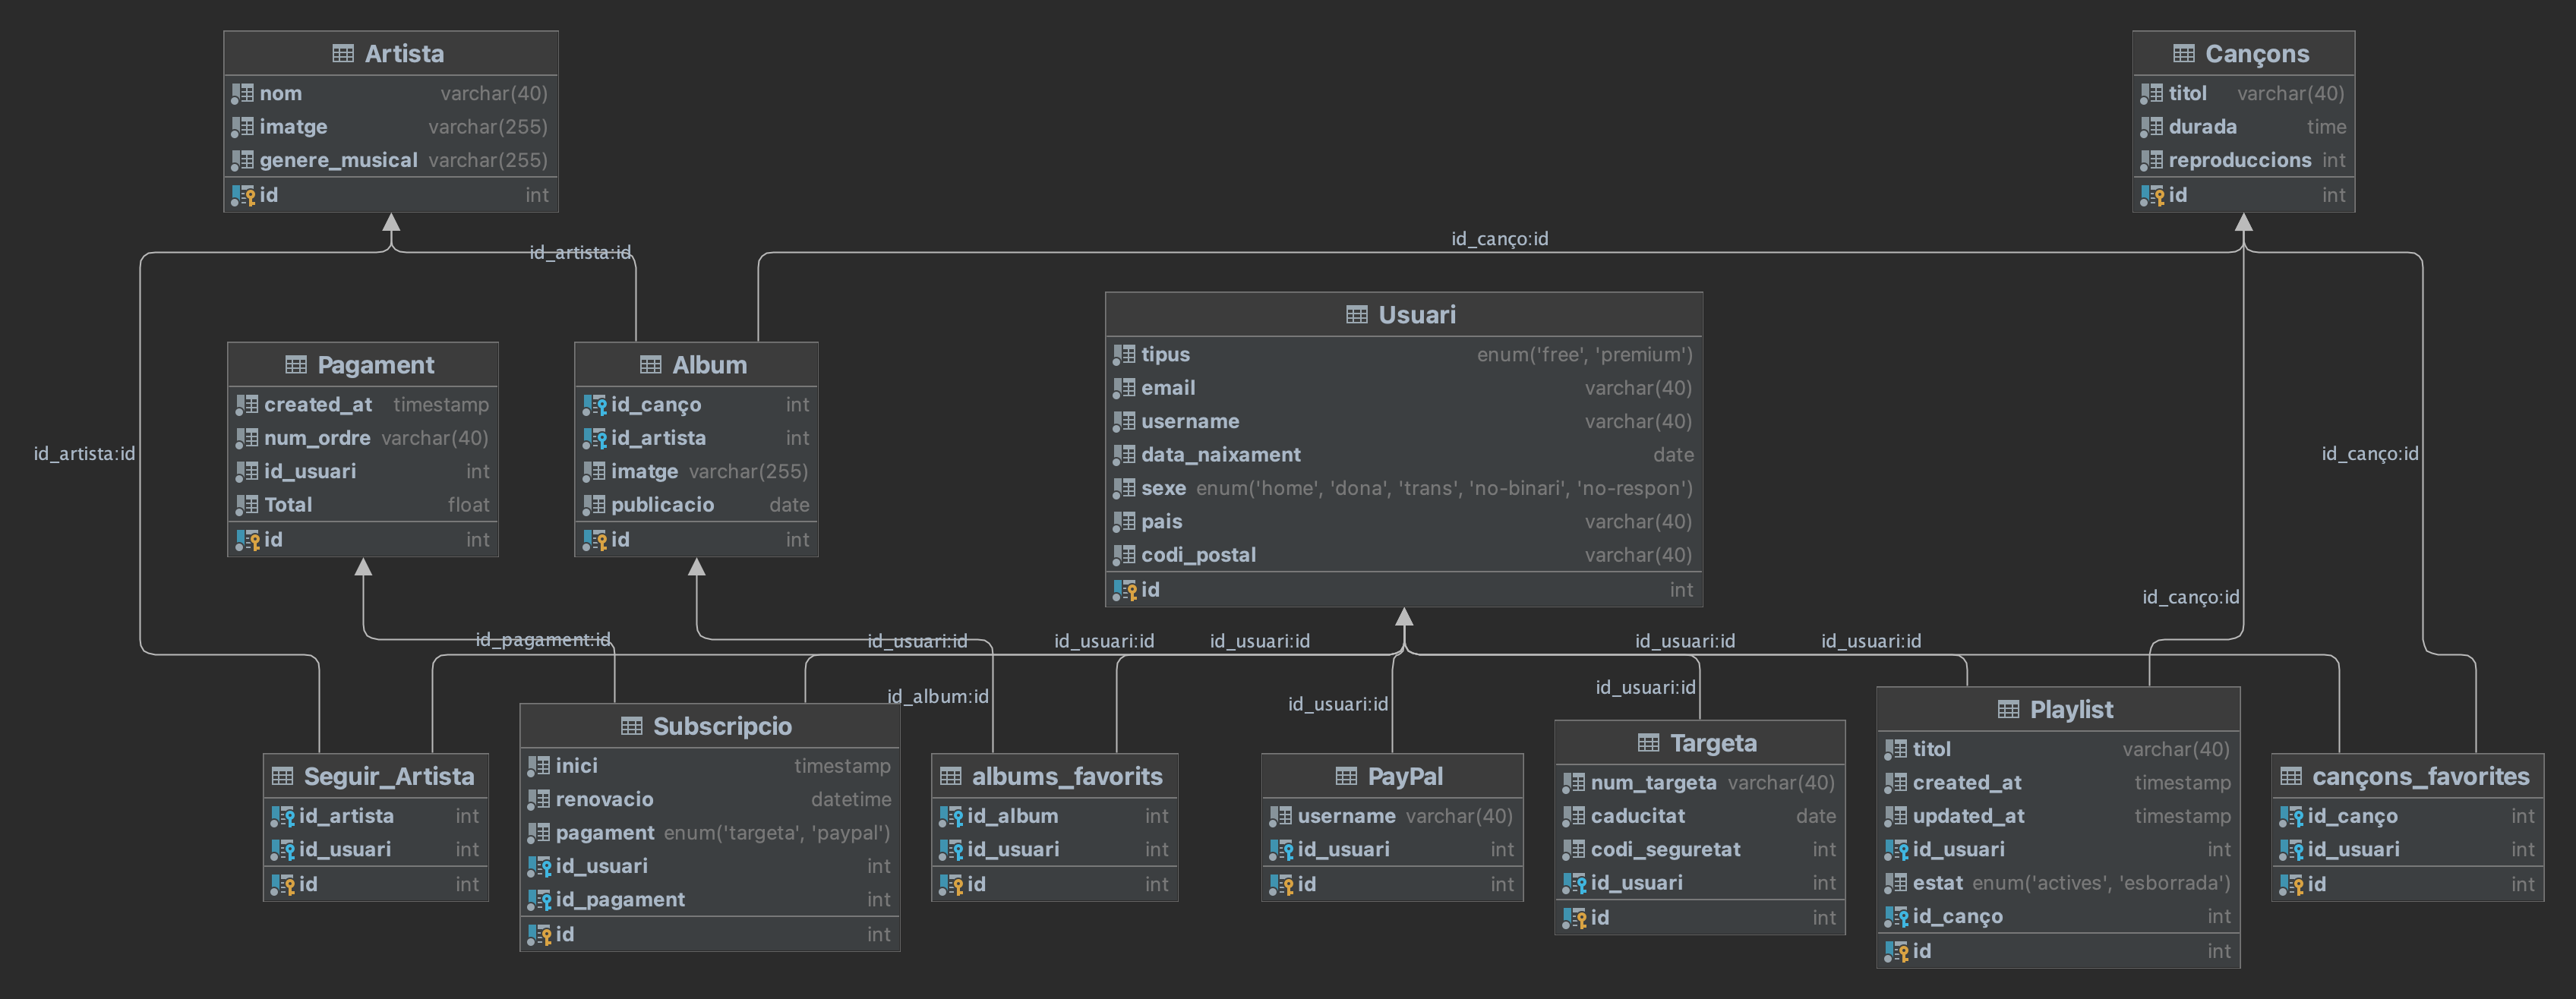 Artista
nom varchar(40)
imatge varchar(255)
genere_musical varchar(255)
id int
Cançons
titol varchar(40)
durada time
reproduccions int
id int
id_artista:id
id_canço:id
Usuari
tipus enum('free', 'premium')
email varchar(40)
username varchar(40)
data_naixament date
sexe enum('home', 'dona', 'trans', 'no-binari', 'no-respon')
pais varchar(40)
codi_postal varchar(40)
id int
Pagament
created_at timestamp
num_ordre varchar(40)
id_usuari int
Total float
id int
Album
id_canço int
id_artista int
imatge varchar(255)
publicacio date
id int
id_artista:id
id_canço:id
id_canço:id
id_pagament:id
id_usuari:id
id_usuari:id
id_usuari:id
id_usuari:id
id_usuari:id
id_album:id
id_usuari:id
id_usuari:id
Seguir_Artista
id_artista int
id_usuari int
id int
Subscripcio
inici timestamp
renovacio datetime
pagament enum('targeta', 'paypal')
id_usuari int
id_pagament int
id int
albums_favorits
id_album int
id_usuari int
id int
PayPal
username varchar(40)
id_usuari int
id int
Targeta
num_targeta varchar(40)
caducitat date
codi_seguretat int
id_usuari int
id int
Playlist
titol varchar(40)
created_at timestamp
updated_at timestamp
id_usuari int
estat enum('actives', 'esborrada')
id_canço int
id int
cançons_favorites
id_canço int
id_usuari int
id int